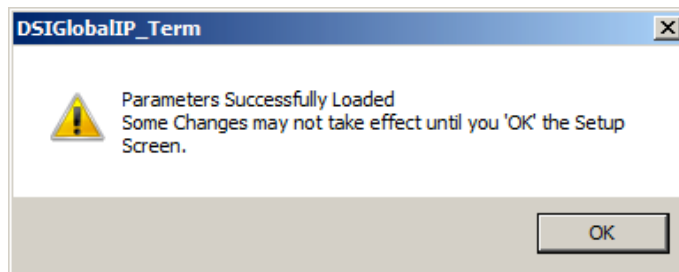 DSIGlobalIP_Term
Parameters Successfully Loaded
Some Changes may not take effect until you 'OK' the Setup
Screen.
OK